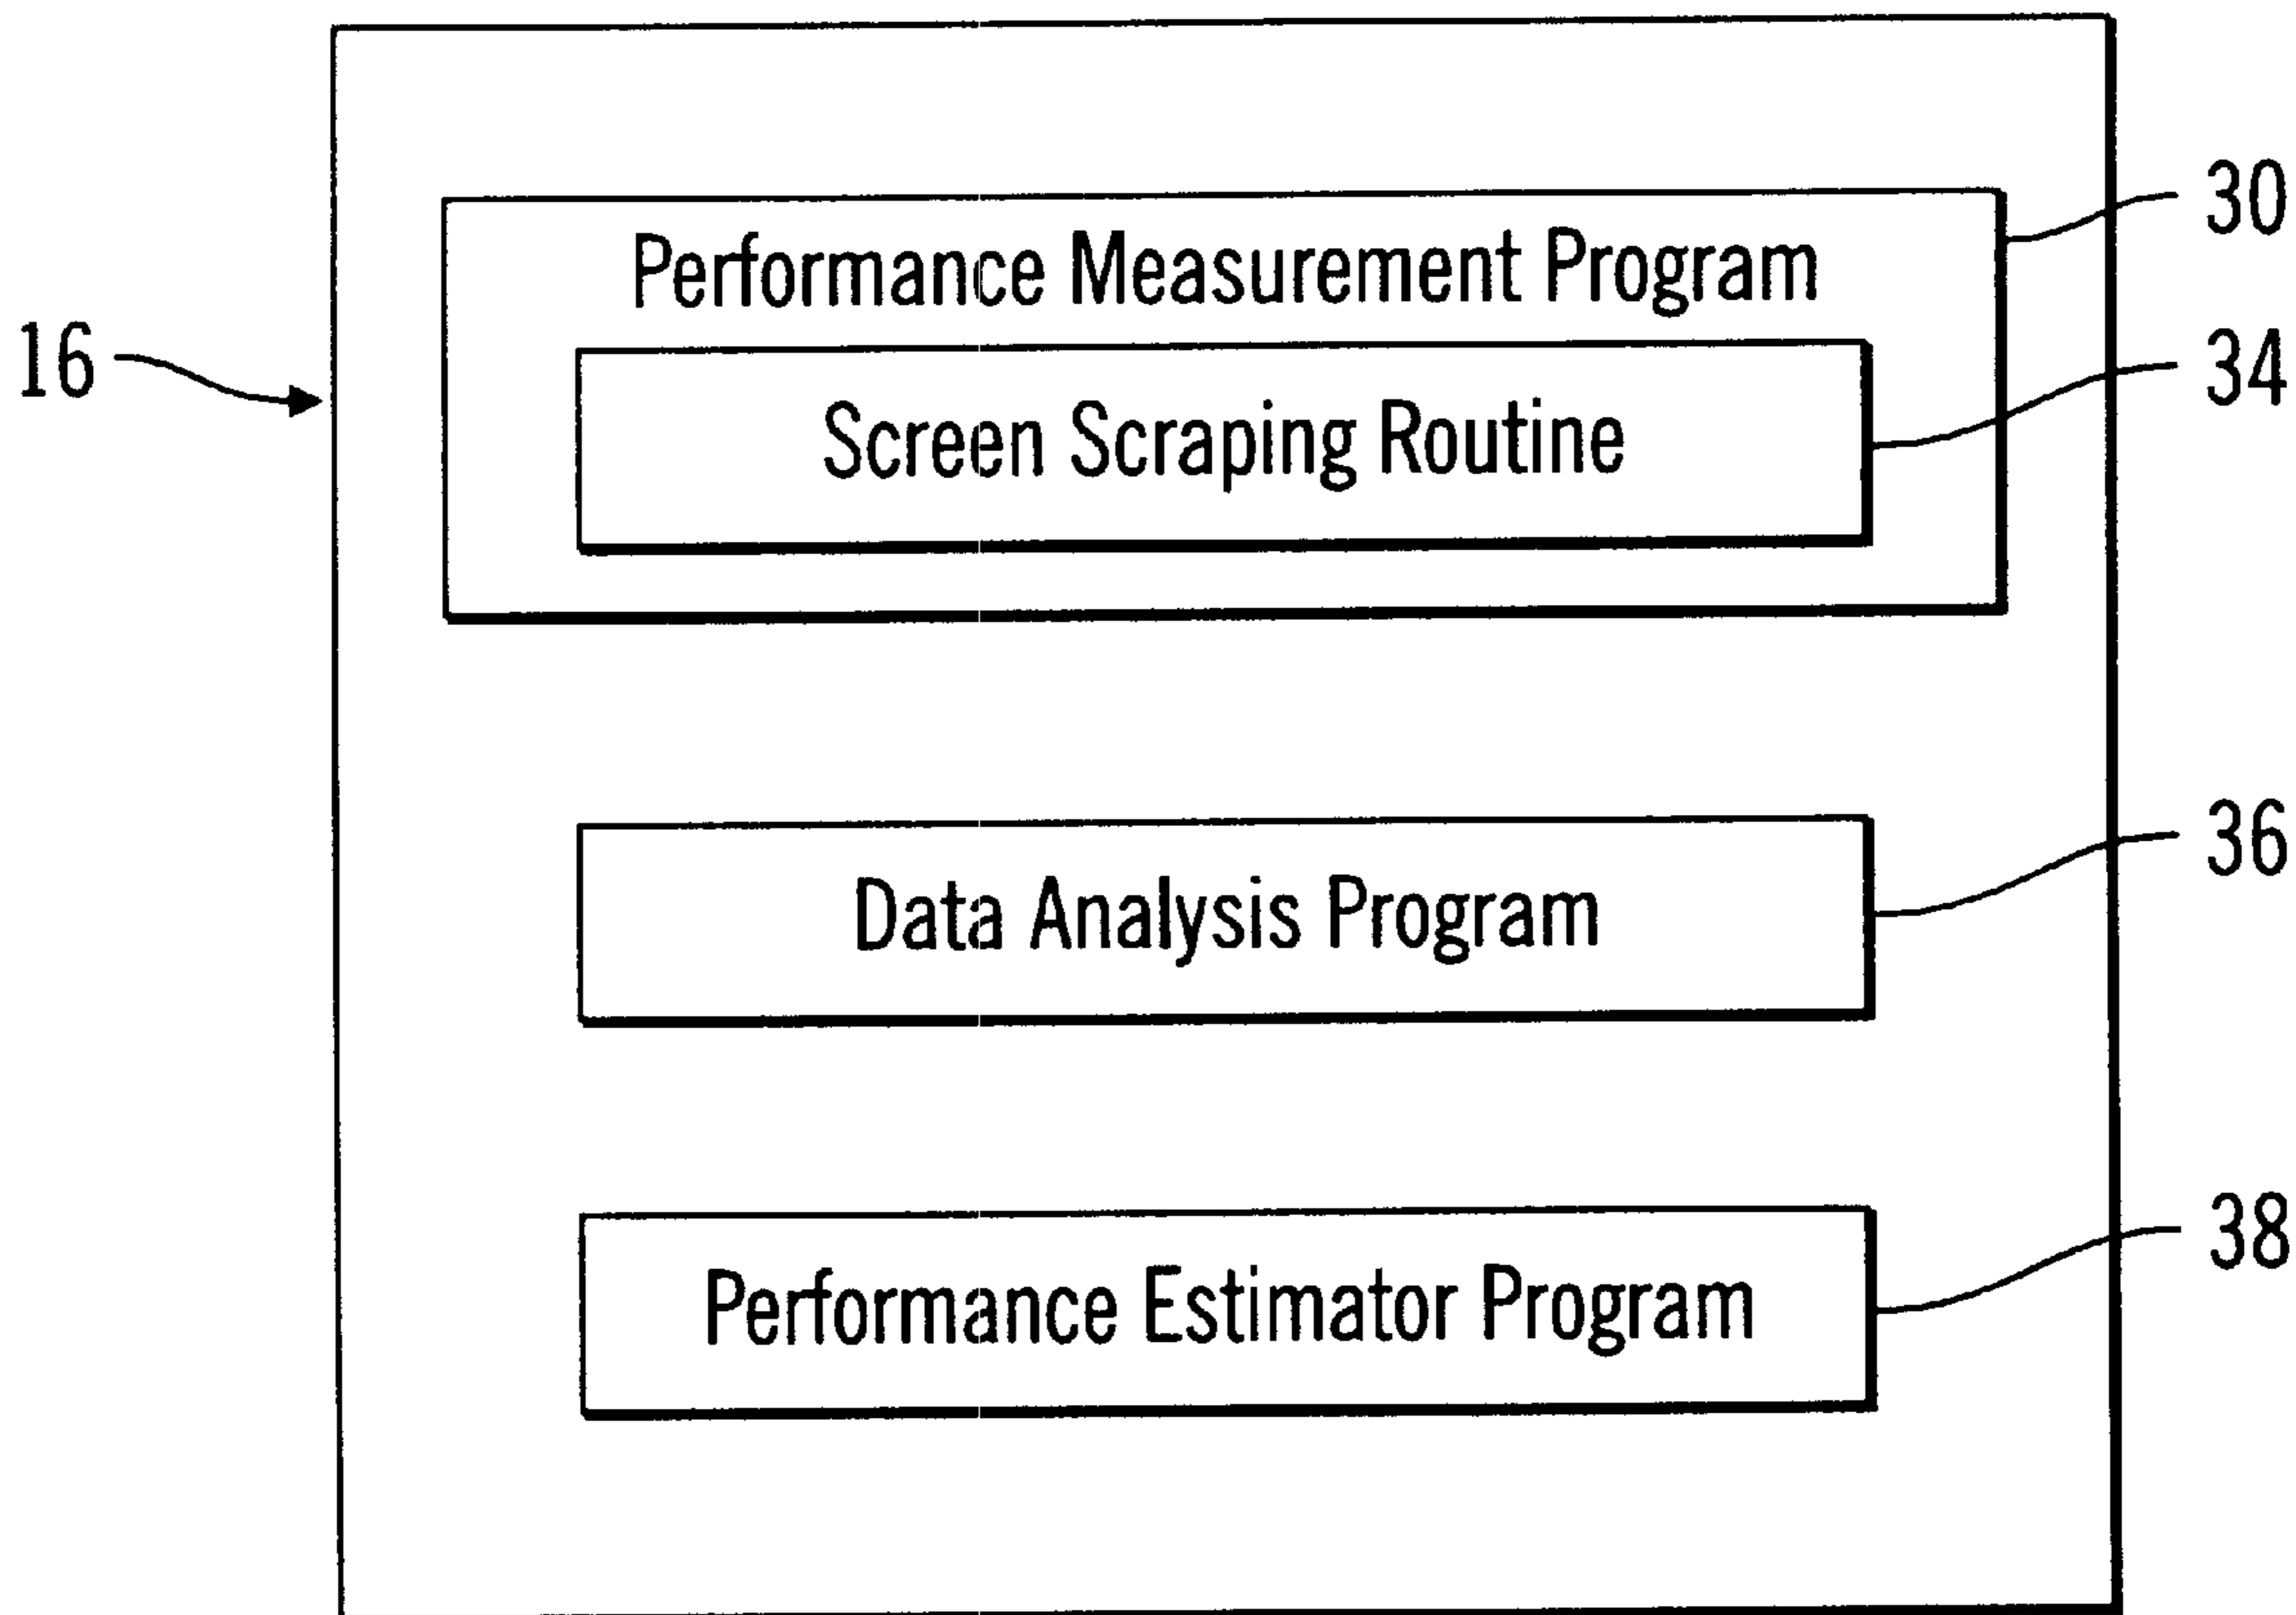 30
Performance Measurement Program
16
34
Screen Scraping Routine
36
Data Analysis Program
38
Performance Estimator Program